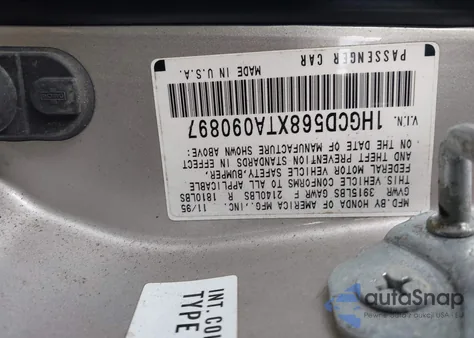 MFD.BY HONDA OF AMERICA MFG.,INC. 11/95
GVWR 3915LBS GAWR F 2140LBS R 1810LBS
THIS VEHICLE CONFORMS TO ALL APPLICABLE
FEDERAL MOTOR VEHICLE SAFETY,BUMPER,
AND THEFT PREVENTION STANDARDS IN EFFECT
ON THE DATE OF MANUFACTURE SHOWN ABOVE:
V.I.N. 1HGCD568XTA090897
PASSENGER CAR MADE IN U.S.A.
INT.CO
TYPE
autoSnap